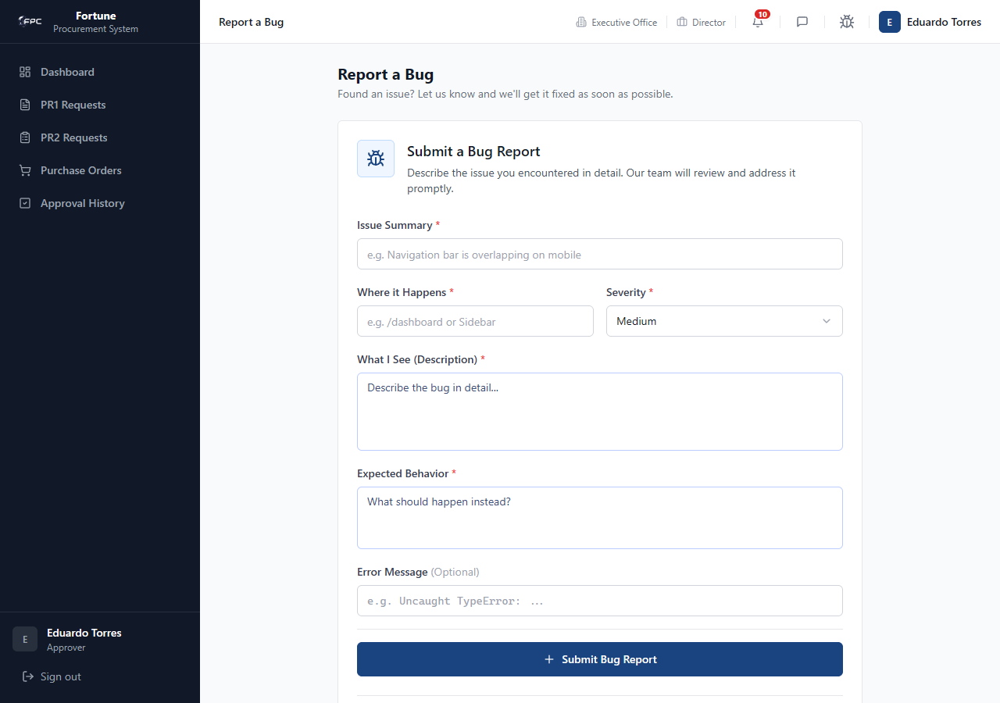 FPC
Fortune
Procurement System
Dashboard
PR1 Requests
PR2 Requests
Purchase Orders
Approval History
Eduardo Torres
E
Approver
Sign out
Report a Bug
Executive Office
Director
10
E
Eduardo Torres
Report a Bug
Found an issue? Let us know and we'll get it fixed as soon as possible.
Submit a Bug Report
Describe the issue you encountered in detail. Our team will review and address it
promptly.
Issue Summary *
e.g. Navigation bar is overlapping on mobile
Where it Happens *
Severity *
e.g. /dashboard or Sidebar
Medium
What I See (Description) *
Describe the bug in detail...
Expected Behavior *
What should happen instead?
Error Message (Optional)
e.g. Uncaught TypeError: ...
Submit Bug Report